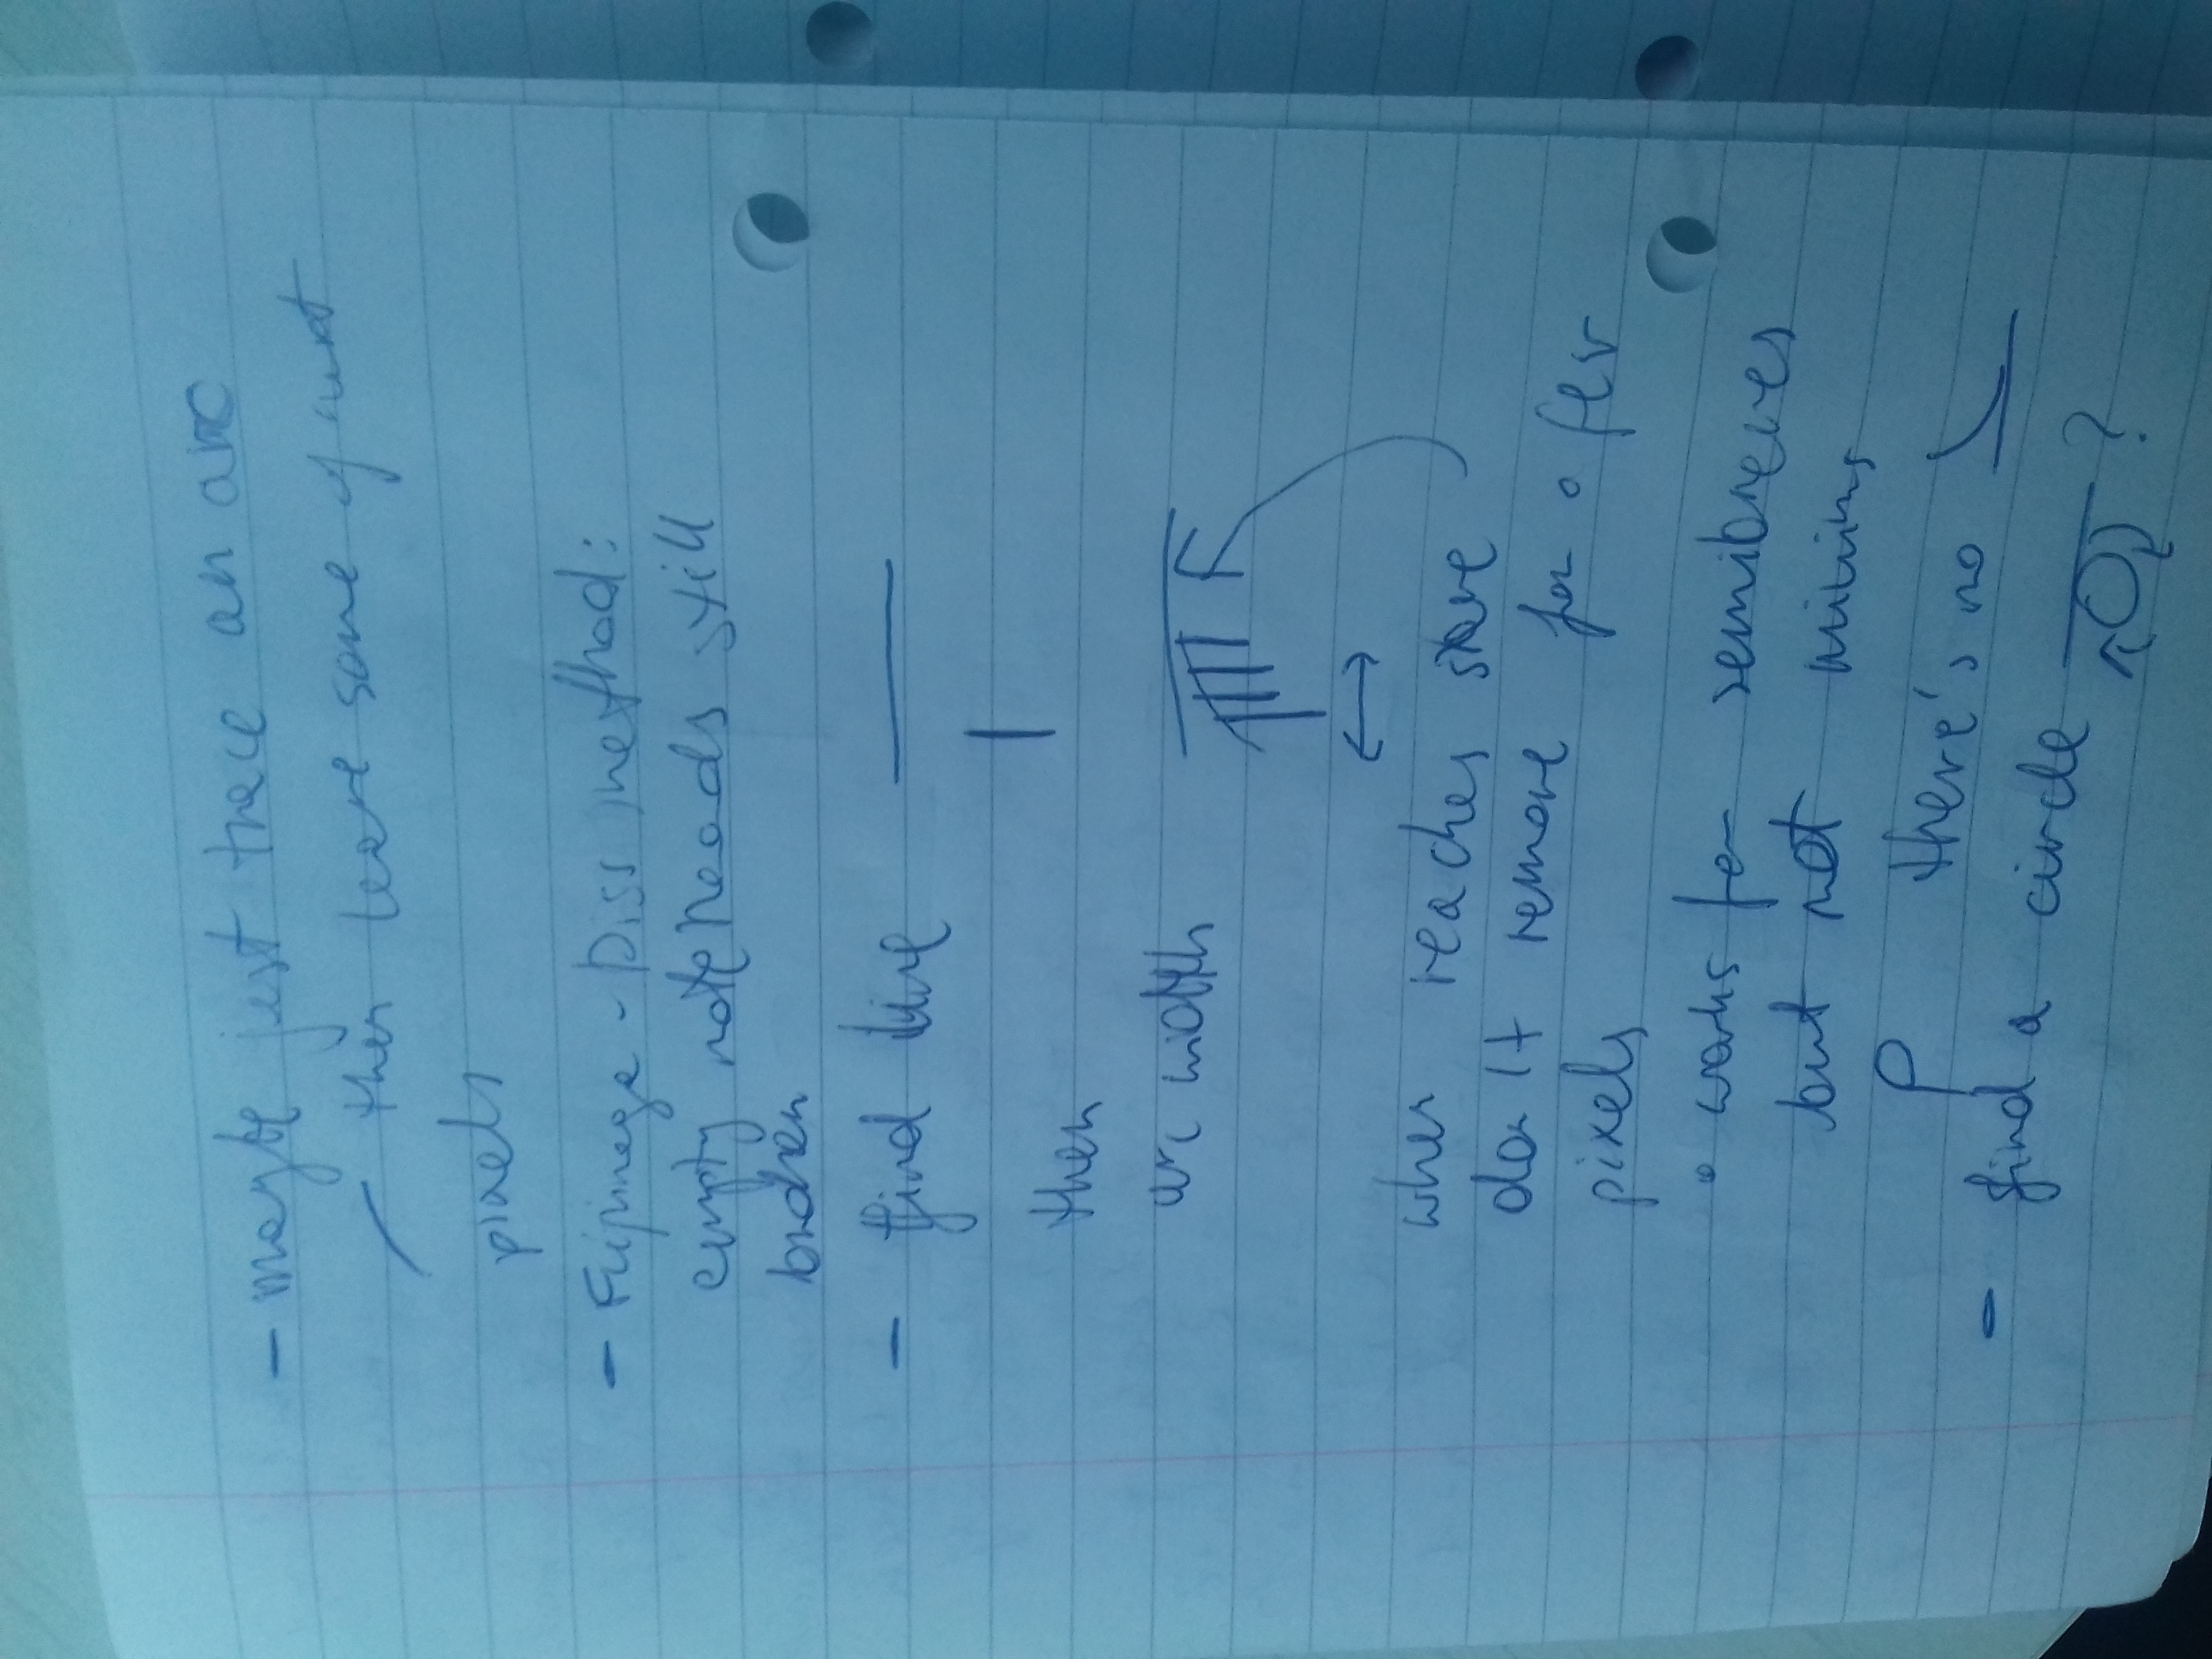 - maybe just trace an arc
then leave some of
pixels
- Fujinaga - Diss method:
empty noteheads still
broken
- find line
then
arc width
when reaches stave
don't remove for a few
pixels
• works for semibreves
but not minims
there's no
- find a circle ?